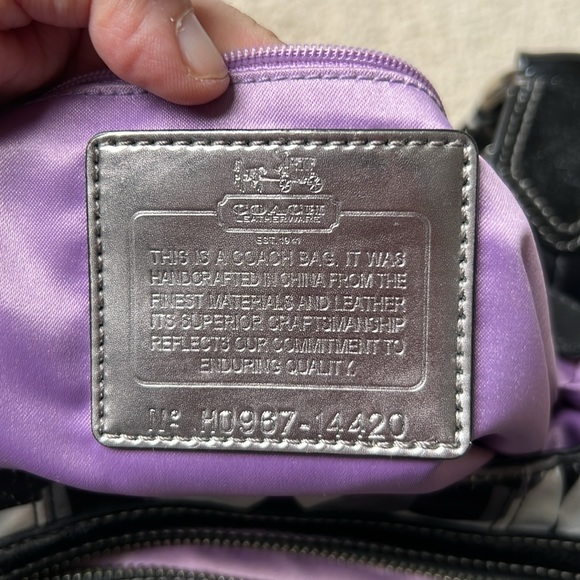 COACH
LEATHERWARE
EST. 1941
THIS IS A COACH BAG. IT WAS
HANDCRAFTED IN CHINA FROM THE
FINEST MATERIALS AND LEATHER
ITS SUPERIOR CRAFTSMANSHIP
REFLECTS OUR COMMITMENT TO
ENDURING QUALITY.
Nº H0967-14420